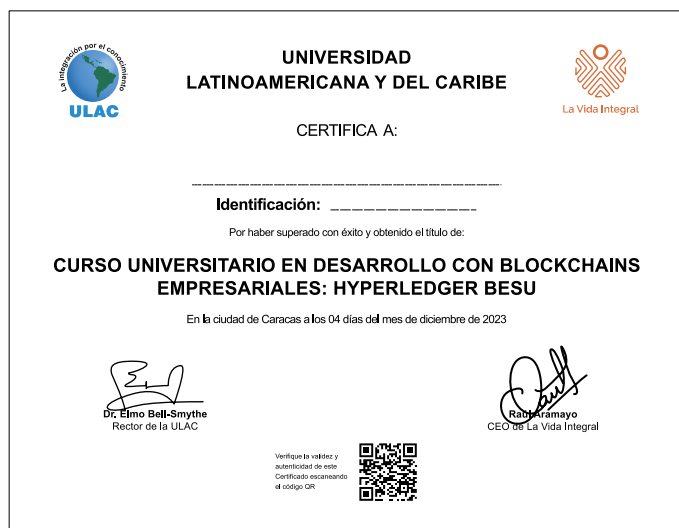 La integración por el conocimiento
ULAC
UNIVERSIDAD
LATINOAMERICANA Y DEL CARIBE
La Vida Integral
CERTIFICA A:
Identificación:
Por haber superado con éxito y obtenido el título de:
CURSO UNIVERSITARIO EN DESARROLLO CON BLOCKCHAINS
EMPRESARIALES: HYPERLEDGER BESU
En la ciudad de Caracas a los 04 días del mes de diciembre de 2023
Dr. Elmo Bell-Smythe
Rector de la ULAC
Raúl Aramayo
CEO de La Vida Integral
Verifique la validez y
autenticidad de este
Certificado escaneando
el código QR